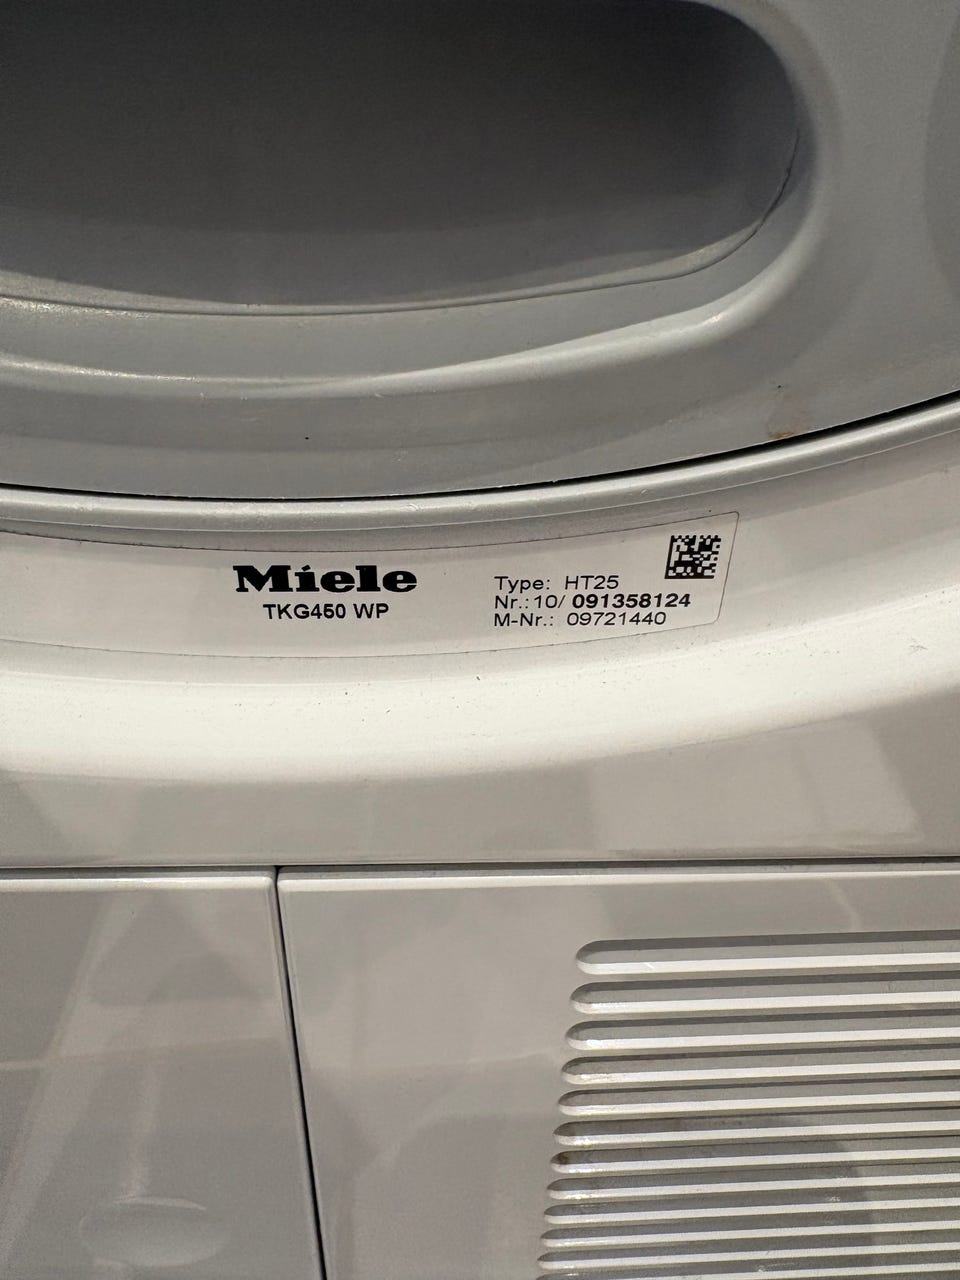 Miele
TKG450 WP
Type: HT25
Nr.:10/ 091358124
M-Nr.: 09721440